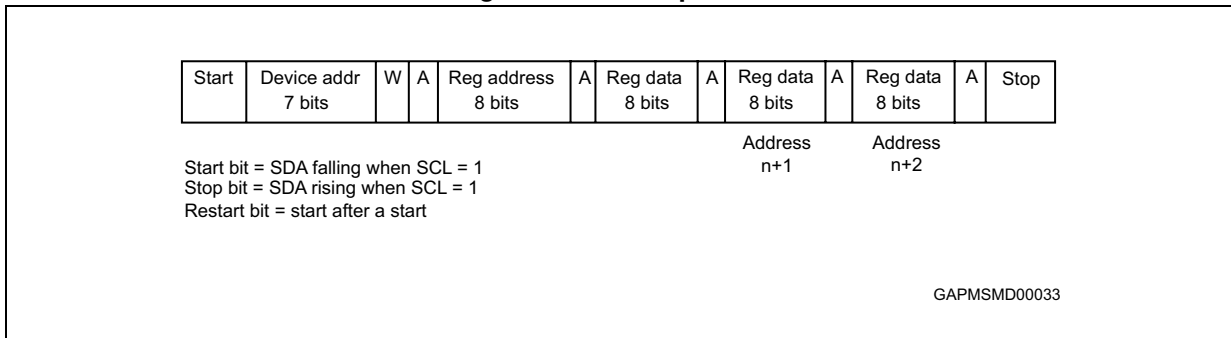 Start Device addr 7 bits W A Reg address 8 bits A Reg data 8 bits A Reg data 8 bits A Reg data 8 bits A Stop
Address n+1 Address n+2
Start bit = SDA falling when SCL = 1
Stop bit = SDA rising when SCL = 1
Restart bit = start after a start
GAPMSMD00033